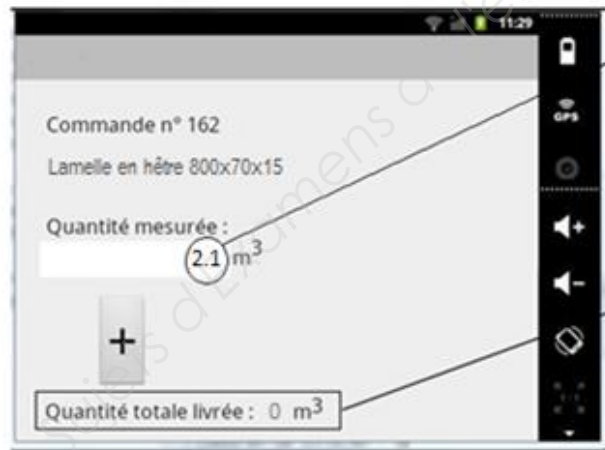 11:29
GPS
Commande n° 162
Lamelle en hêtre 800x70x15
Quantité mesurée :
2.1 m³
+
Quantité totale livrée : 0 m³